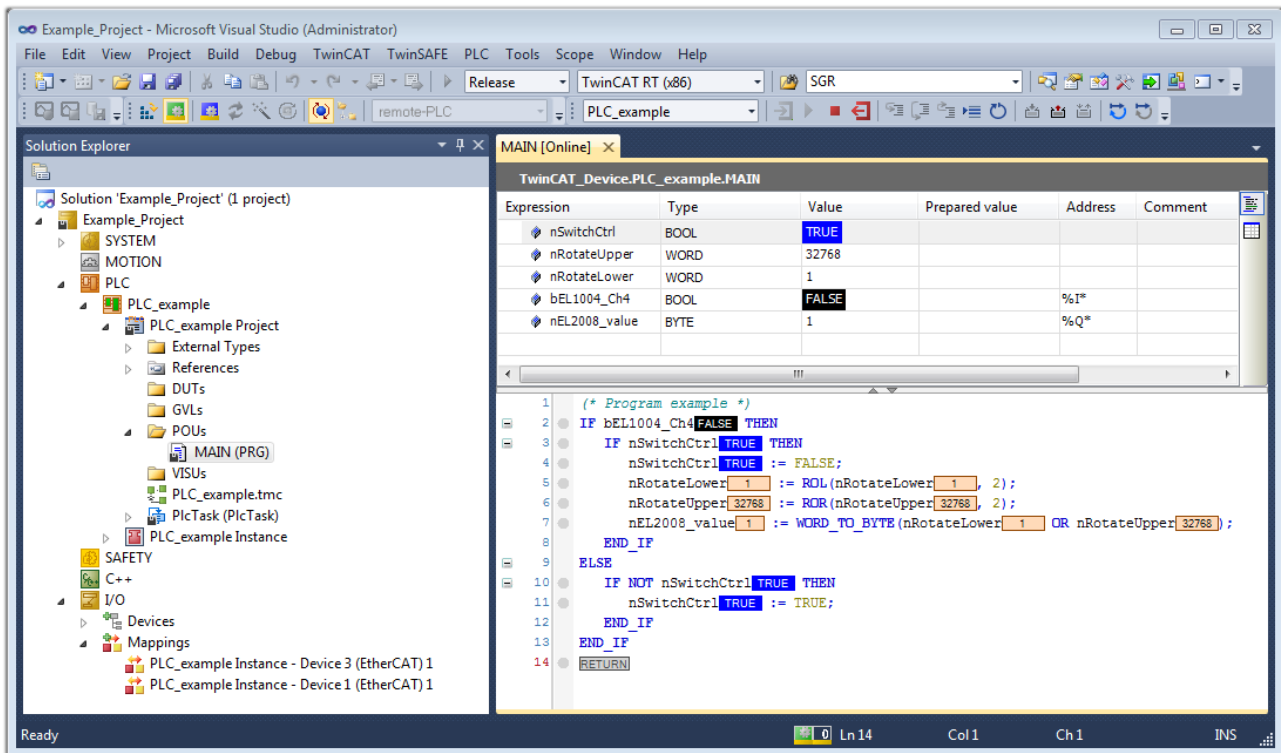 Example_Project - Microsoft Visual Studio (Administrator)
File Edit View Project Build Debug TwinCAT TwinSAFE PLC Tools Scope Window Help
Release TwinCAT RT (x86) SGR
remote-PLC PLC_example
Solution Explorer
Solution 'Example_Project' (1 project)
Example_Project
SYSTEM
MOTION
PLC
PLC_example
PLC_example Project
External Types
References
DUTs
GVLs
POUs
MAIN (PRG)
VISUs
PLC_example.tmc
PlcTask (PlcTask)
PLC_example Instance
SAFETY
C++
I/O
Devices
Mappings
PLC_example Instance - Device 3 (EtherCAT) 1
PLC_example Instance - Device 1 (EtherCAT) 1
MAIN [Online]
TwinCAT_Device.PLC_example.MAIN
Expression Type Value Prepared value Address Comment
nSwitchCtrl BOOL TRUE
nRotateUpper WORD 32768
nRotateLower WORD 1
bEL1004_Ch4 BOOL FALSE %I*
nEL2008_value BYTE 1 %Q*
1 (* Program example *)
2 IF bEL1004_Ch4 FALSE THEN
3 IF nSwitchCtrl TRUE THEN
4 nSwitchCtrl TRUE := FALSE;
5 nRotateLower 1 := ROL(nRotateLower 1 , 2);
6 nRotateUpper 32768 := ROR(nRotateUpper 32768 , 2);
7 nEL2008_value 1 := WORD_TO_BYTE(nRotateLower 1 OR nRotateUpper 32768 );
8 END_IF
9 ELSE
10 IF NOT nSwitchCtrl TRUE THEN
11 nSwitchCtrl TRUE := TRUE;
12 END_IF
13 END_IF
14 RETURN
Ready 0 Ln 14 Col 1 Ch 1 INS